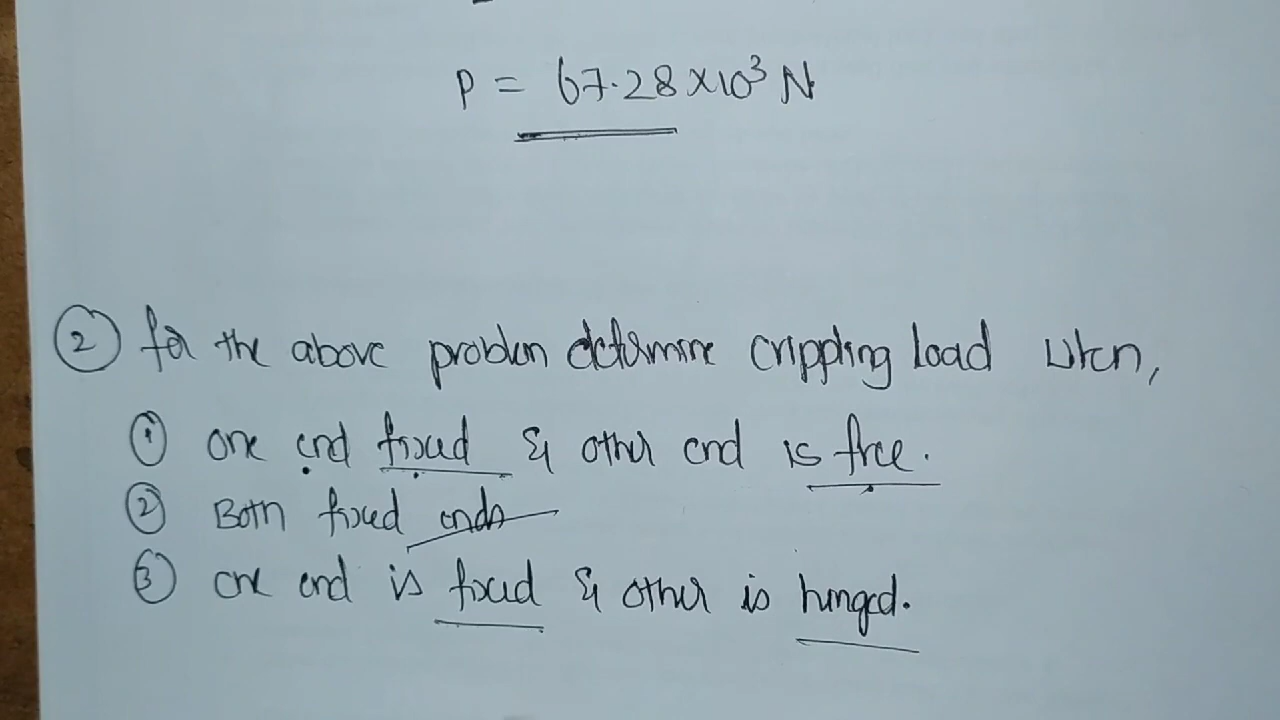 P = 67.28 ×10³ N
② for the above problem determine crippling load when,
① one end fixed & other end is free.
② Both fixed ends
③ one end is fixed & other is hinged.